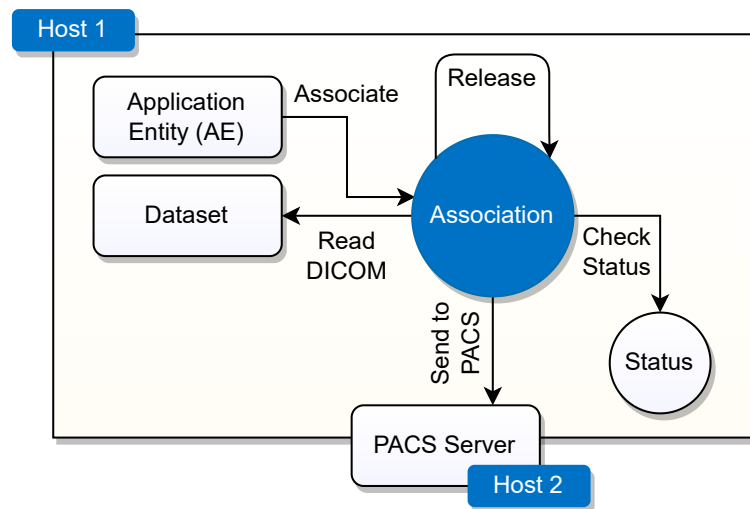 Host 1
Release
Application
Entity (AE)
Associate
Dataset
Association
Read
DICOM
Check
Status
Send to
PACS
Status
PACS Server
Host 2